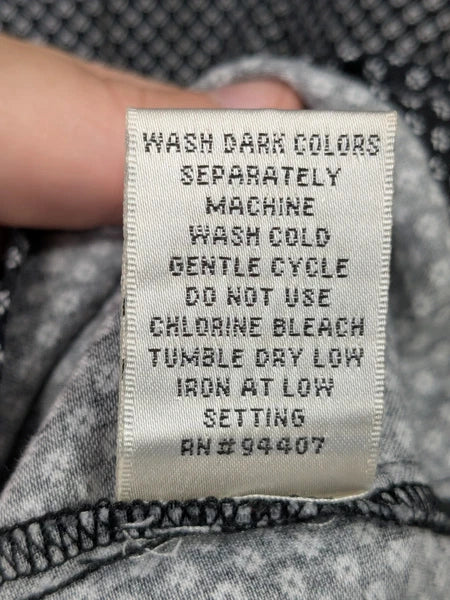 WASH DARK COLORS
SEPARATELY
MACHINE
WASH COLD
GENTLE CYCLE
DO NOT USE
CHLORINE BLEACH
TUMBLE DRY LOW
IRON AT LOW
SETTING
RN#94407